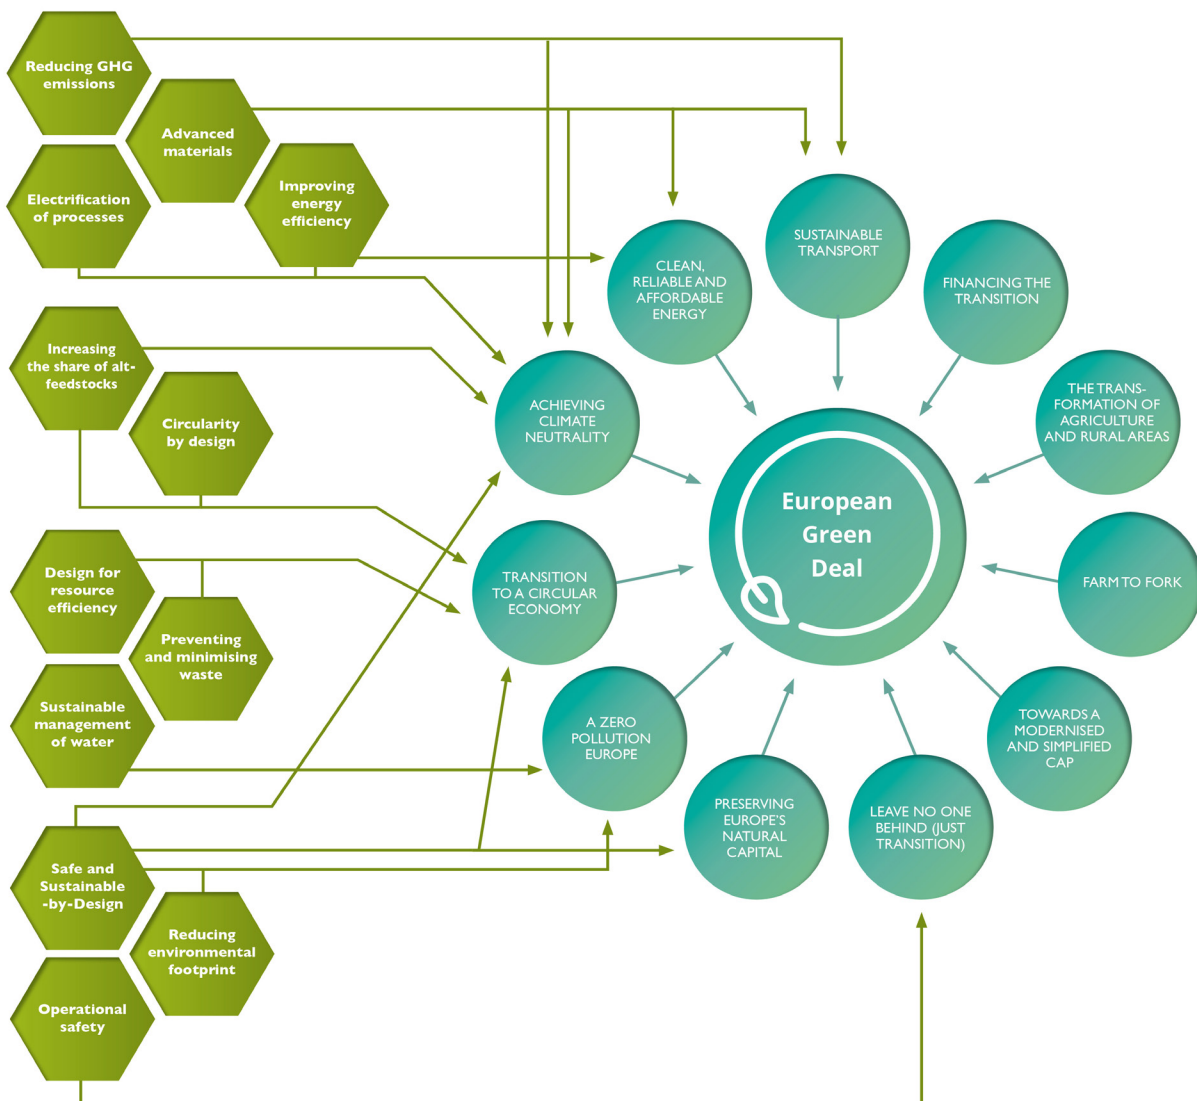 Reducing GHG
emissions
Advanced
materials
Electrification
of processes
Improving
energy
efficiency
Increasing
the share of alt-
feedstocks
Circularity
by design
Design for
resource
efficiency
Preventing
and minimising
waste
Sustainable
management
of water
Safe and
Sustainable
-by-Design
Reducing
environmental
footprint
Operational
safety
SUSTAINABLE
TRANSPORT
CLEAN,
RELIABLE AND
AFFORDABLE
ENERGY
FINANCING THE
TRANSITION
ACHIEVING
CLIMATE
NEUTRALITY
THE TRANS-
FORMATION OF
AGRICULTURE
AND RURAL AREAS
European
Green
Deal
TRANSITION
TO A CIRCULAR
ECONOMY
FARM TO FORK
A ZERO
POLLUTION
EUROPE
TOWARDS A
MODERNISED
AND SIMPLIFIED
CAP
PRESERVING
EUROPE'S
NATURAL
CAPITAL
LEAVE NO ONE
BEHIND (JUST
TRANSITION)